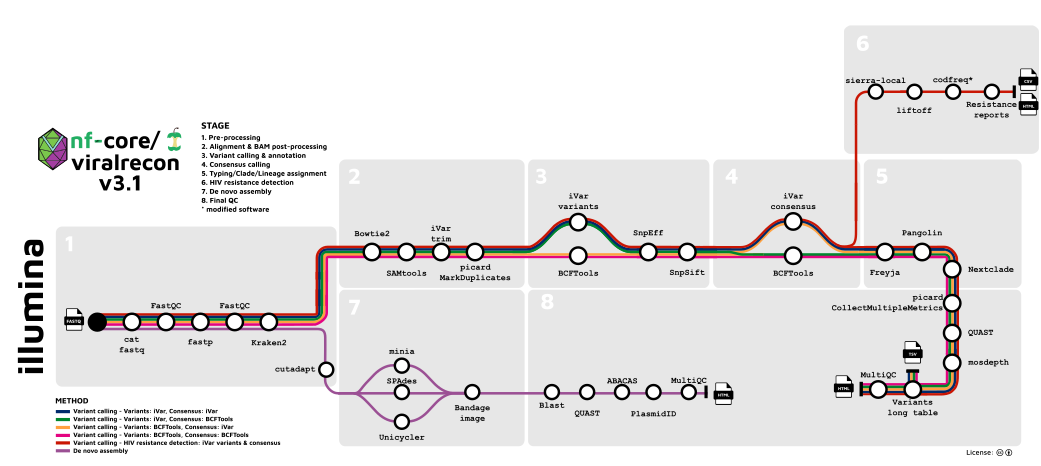 nf-core/
viralrecon
v3.1
STAGE
1. Pre-processing
2. Alignment & BAM post-processing
3. Variant calling & annotation
4. Consensus calling
5. Typing/Clade/Lineage assignment
6. HIV resistance detection
7. De novo assembly
8. Final QC
* modified software
illumina
1
FASTQ
cat
fastq
FastQC
fastp
FastQC
Kraken2
cutadapt
2
Bowtie2
SAMtools
iVar
trim
picard
MarkDuplicates
3
iVar
variants
BCFTools
SnpEff
SnpSift
4
iVar
consensus
BCFTools
5
Freyja
Pangolin
Nextclade
6
sierra-local
liftoff
codfreq*
Resistance
reports
CSV
HTML
7
minia
SPAdes
Unicycler
Bandage
image
8
Blast
QUAST
ABACAS
PlasmidID
MultiQC
HTML
picard
CollectMultipleMetrics
QUAST
mosdepth
TSV
Variants
long table
MultiQC
HTML
METHOD
Variant calling - Variants: iVar, Consensus: iVar
Variant calling - Variants: iVar, Consensus: BCFTools
Variant calling - Variants: BCFTools, Consensus: iVar
Variant calling - Variants: BCFTools, Consensus: BCFTools
Variant calling - HIV resistance detection: iVar variants & consensus
De novo assembly
License: